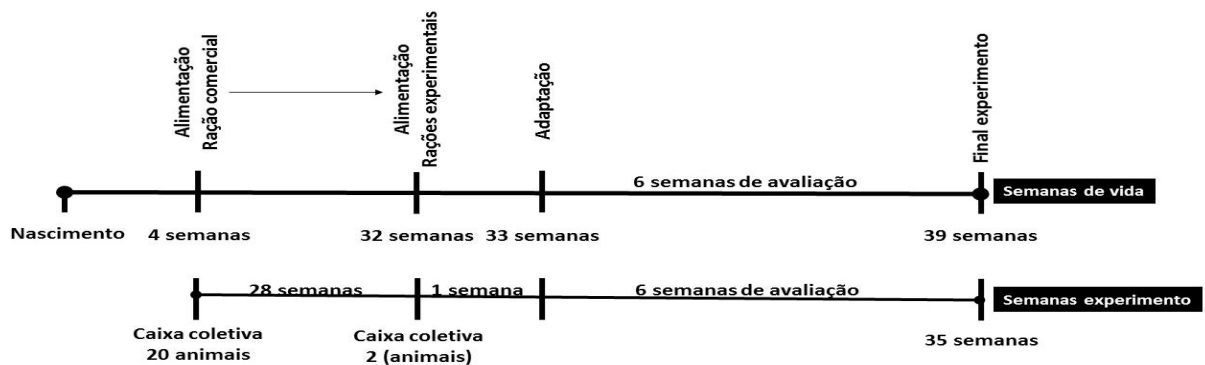 Alimentação
Ração comercial
Alimentação
Rações experimentais
Adaptação
Final experimento
6 semanas de avaliação
Semanas de vida
Nascimento
4 semanas
32 semanas
33 semanas
39 semanas
28 semanas
1 semana
6 semanas de avaliação
Semanas experimento
Caixa coletiva
20 animais
Caixa coletiva
2 (animais)
35 semanas